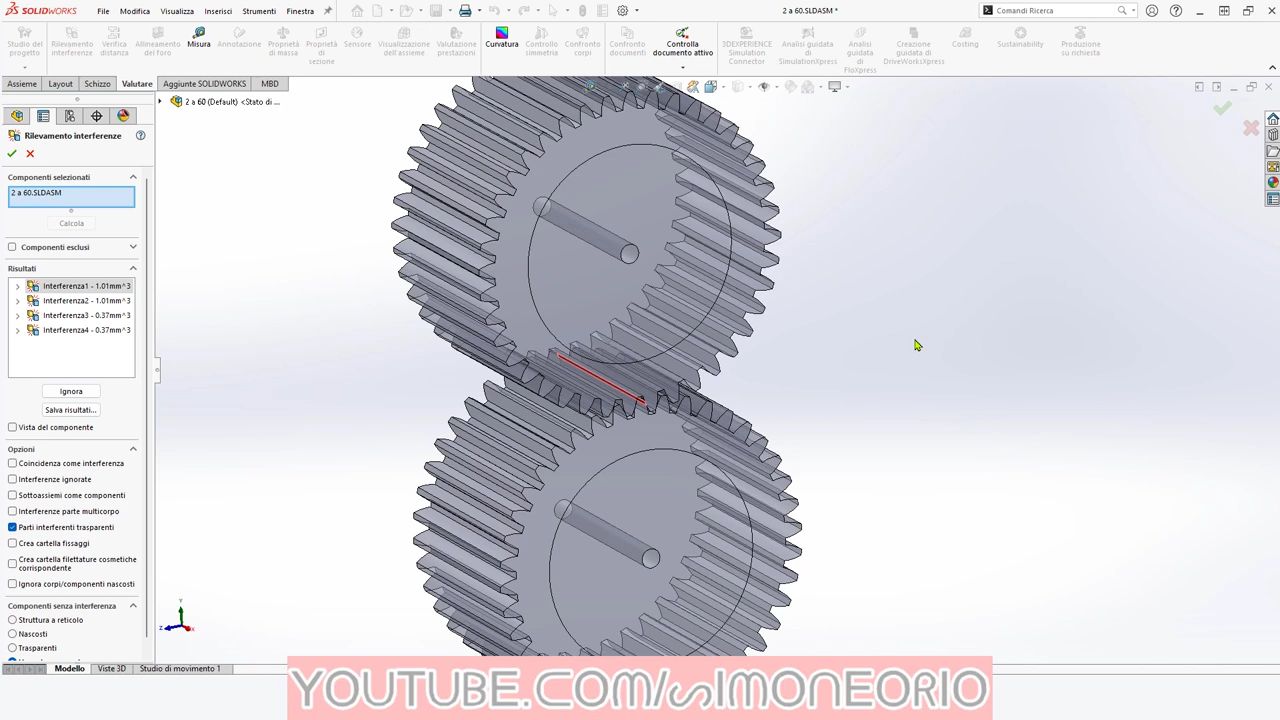 SOLIDWORKS File Modifica Visualizza Inserisci Strumenti Finestra 2 a 60.SLDASM * Comandi Ricerca
Studio del progetto
Rilevamento interferenze
Verifica distanza
Allineamento del foro
Misura
Annotazione
Proprietà di massa
Proprietà di sezione
Sensore
Visualizzazione dell'assieme
Valutazione prestazioni
Curvatura
Controllo simmetria
Confronto corpi
Confronto documenti
Controlla documento attivo
3DEXPERIENCE Simulation Connector
Analisi guidata di SimulationXpress
Analisi guidata di FloXpress
Creazione guidata di DriveWorksXpress
Costing
Sustainability
Produzione su richiesta
Assieme Layout Schizzo Valutare Aggiunte SOLIDWORKS MBD
2 a 60 (Default) <Stato di ...
Rilevamento interferenze
Componenti selezionati
2 a 60.SLDASM
Calcola
Componenti esclusi
Risultati
Interferenza1 - 1.01mm^3
Interferenza2 - 1.01mm^3
Interferenza3 - 0.37mm^3
Interferenza4 - 0.37mm^3
Ignora
Salva risultati...
Vista del componente
Opzioni
Coincidenza come interferenza
Interferenze ignorate
Sottoassiemi come componenti
Interferenze parte multicorpo
Parti interferenti trasparenti
Crea cartella fissaggi
Crea cartella filettature cosmetiche
corrispondente
Ignora corpi/componenti nascosti
Componenti senza interferenza
Struttura a reticolo
Nascosti
Trasparenti
Y
Z X
Modello Viste 3D Studio di movimento 1
YOUTUBE.COM/SIMONEORIO